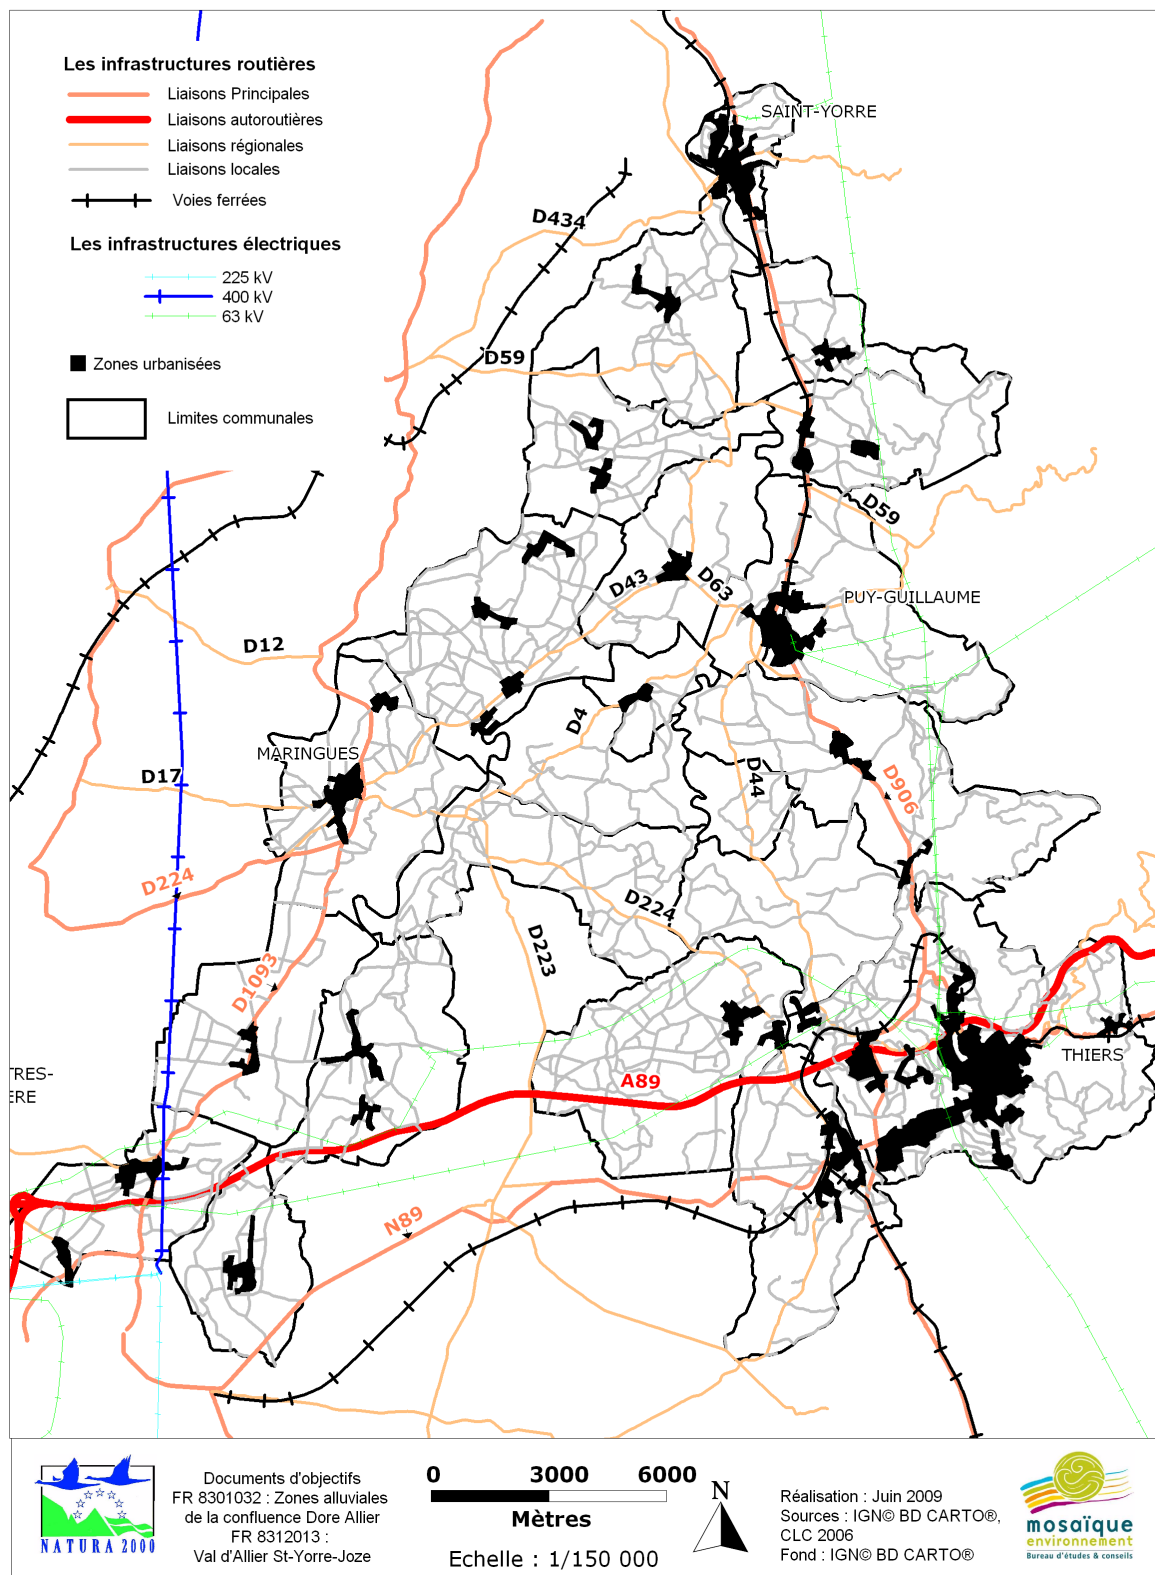 Les infrastructures routières
Liaisons Principales
Liaisons autoroutières
Liaisons régionales
Liaisons locales
Voies ferrées
Les infrastructures électriques
225 kV
400 kV
63 kV
Zones urbanisées
Limites communales
SAINT-YORRE
D434
D59
D59
D43
D63
PUY-GUILLAUME
D12
D4
MARINGUES
D17
D44
D906
D224
D224
D223
D1093
TRES-
ERE
A89
THIERS
N89
NATURA 2000
Documents d'objectifs
FR 8301032 : Zones alluviales
de la confluence Dore Allier
FR 8312013 :
Val d'Allier St-Yorre-Joze
0 3000 6000
Mètres
Echelle : 1/150 000
N
Réalisation : Juin 2009
Sources : IGN© BD CARTO®,
CLC 2006
Fond : IGN© BD CARTO®
mosaïque
environnement
Bureau d'études & conseils